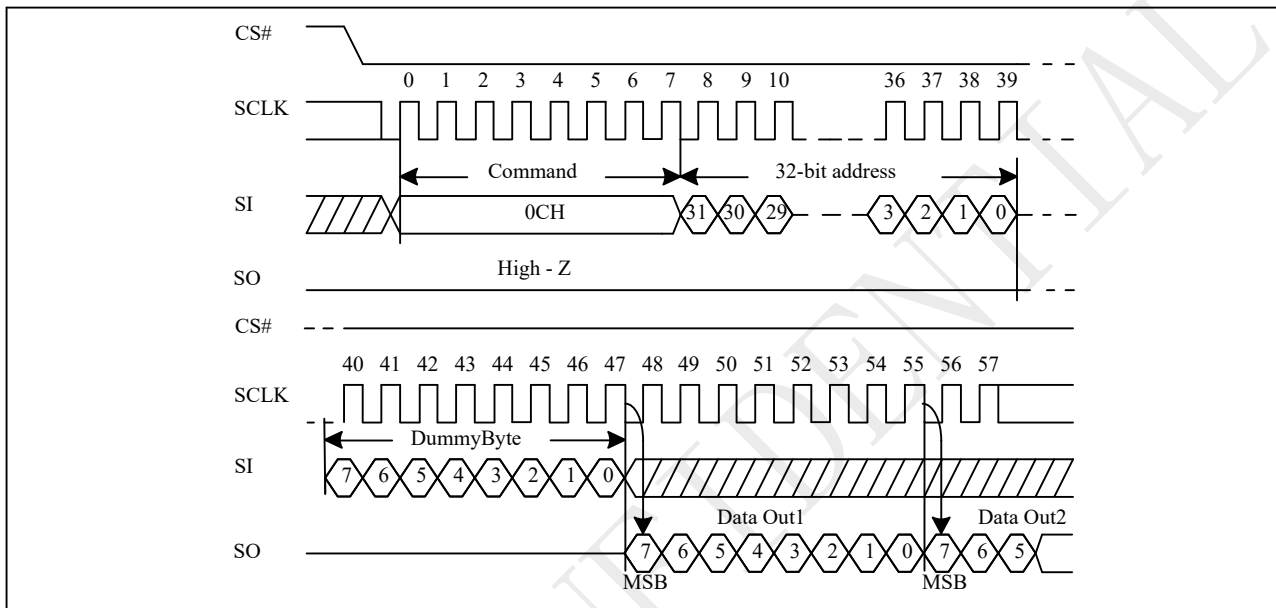 CS#
0 1 2 3 4 5 6 7 8 9 10 36 37 38 39
SCLK
Command 32-bit address
SI 0CH 31 30 29 3 2 1 0
High - Z
SO
CS#
40 41 42 43 44 45 46 47 48 49 50 51 52 53 54 55 56 57
SCLK
DummyByte
SI 7 6 5 4 3 2 1 0
Data Out1 Data Out2
SO 7 6 5 4 3 2 1 0 7 6 5
MSB MSB